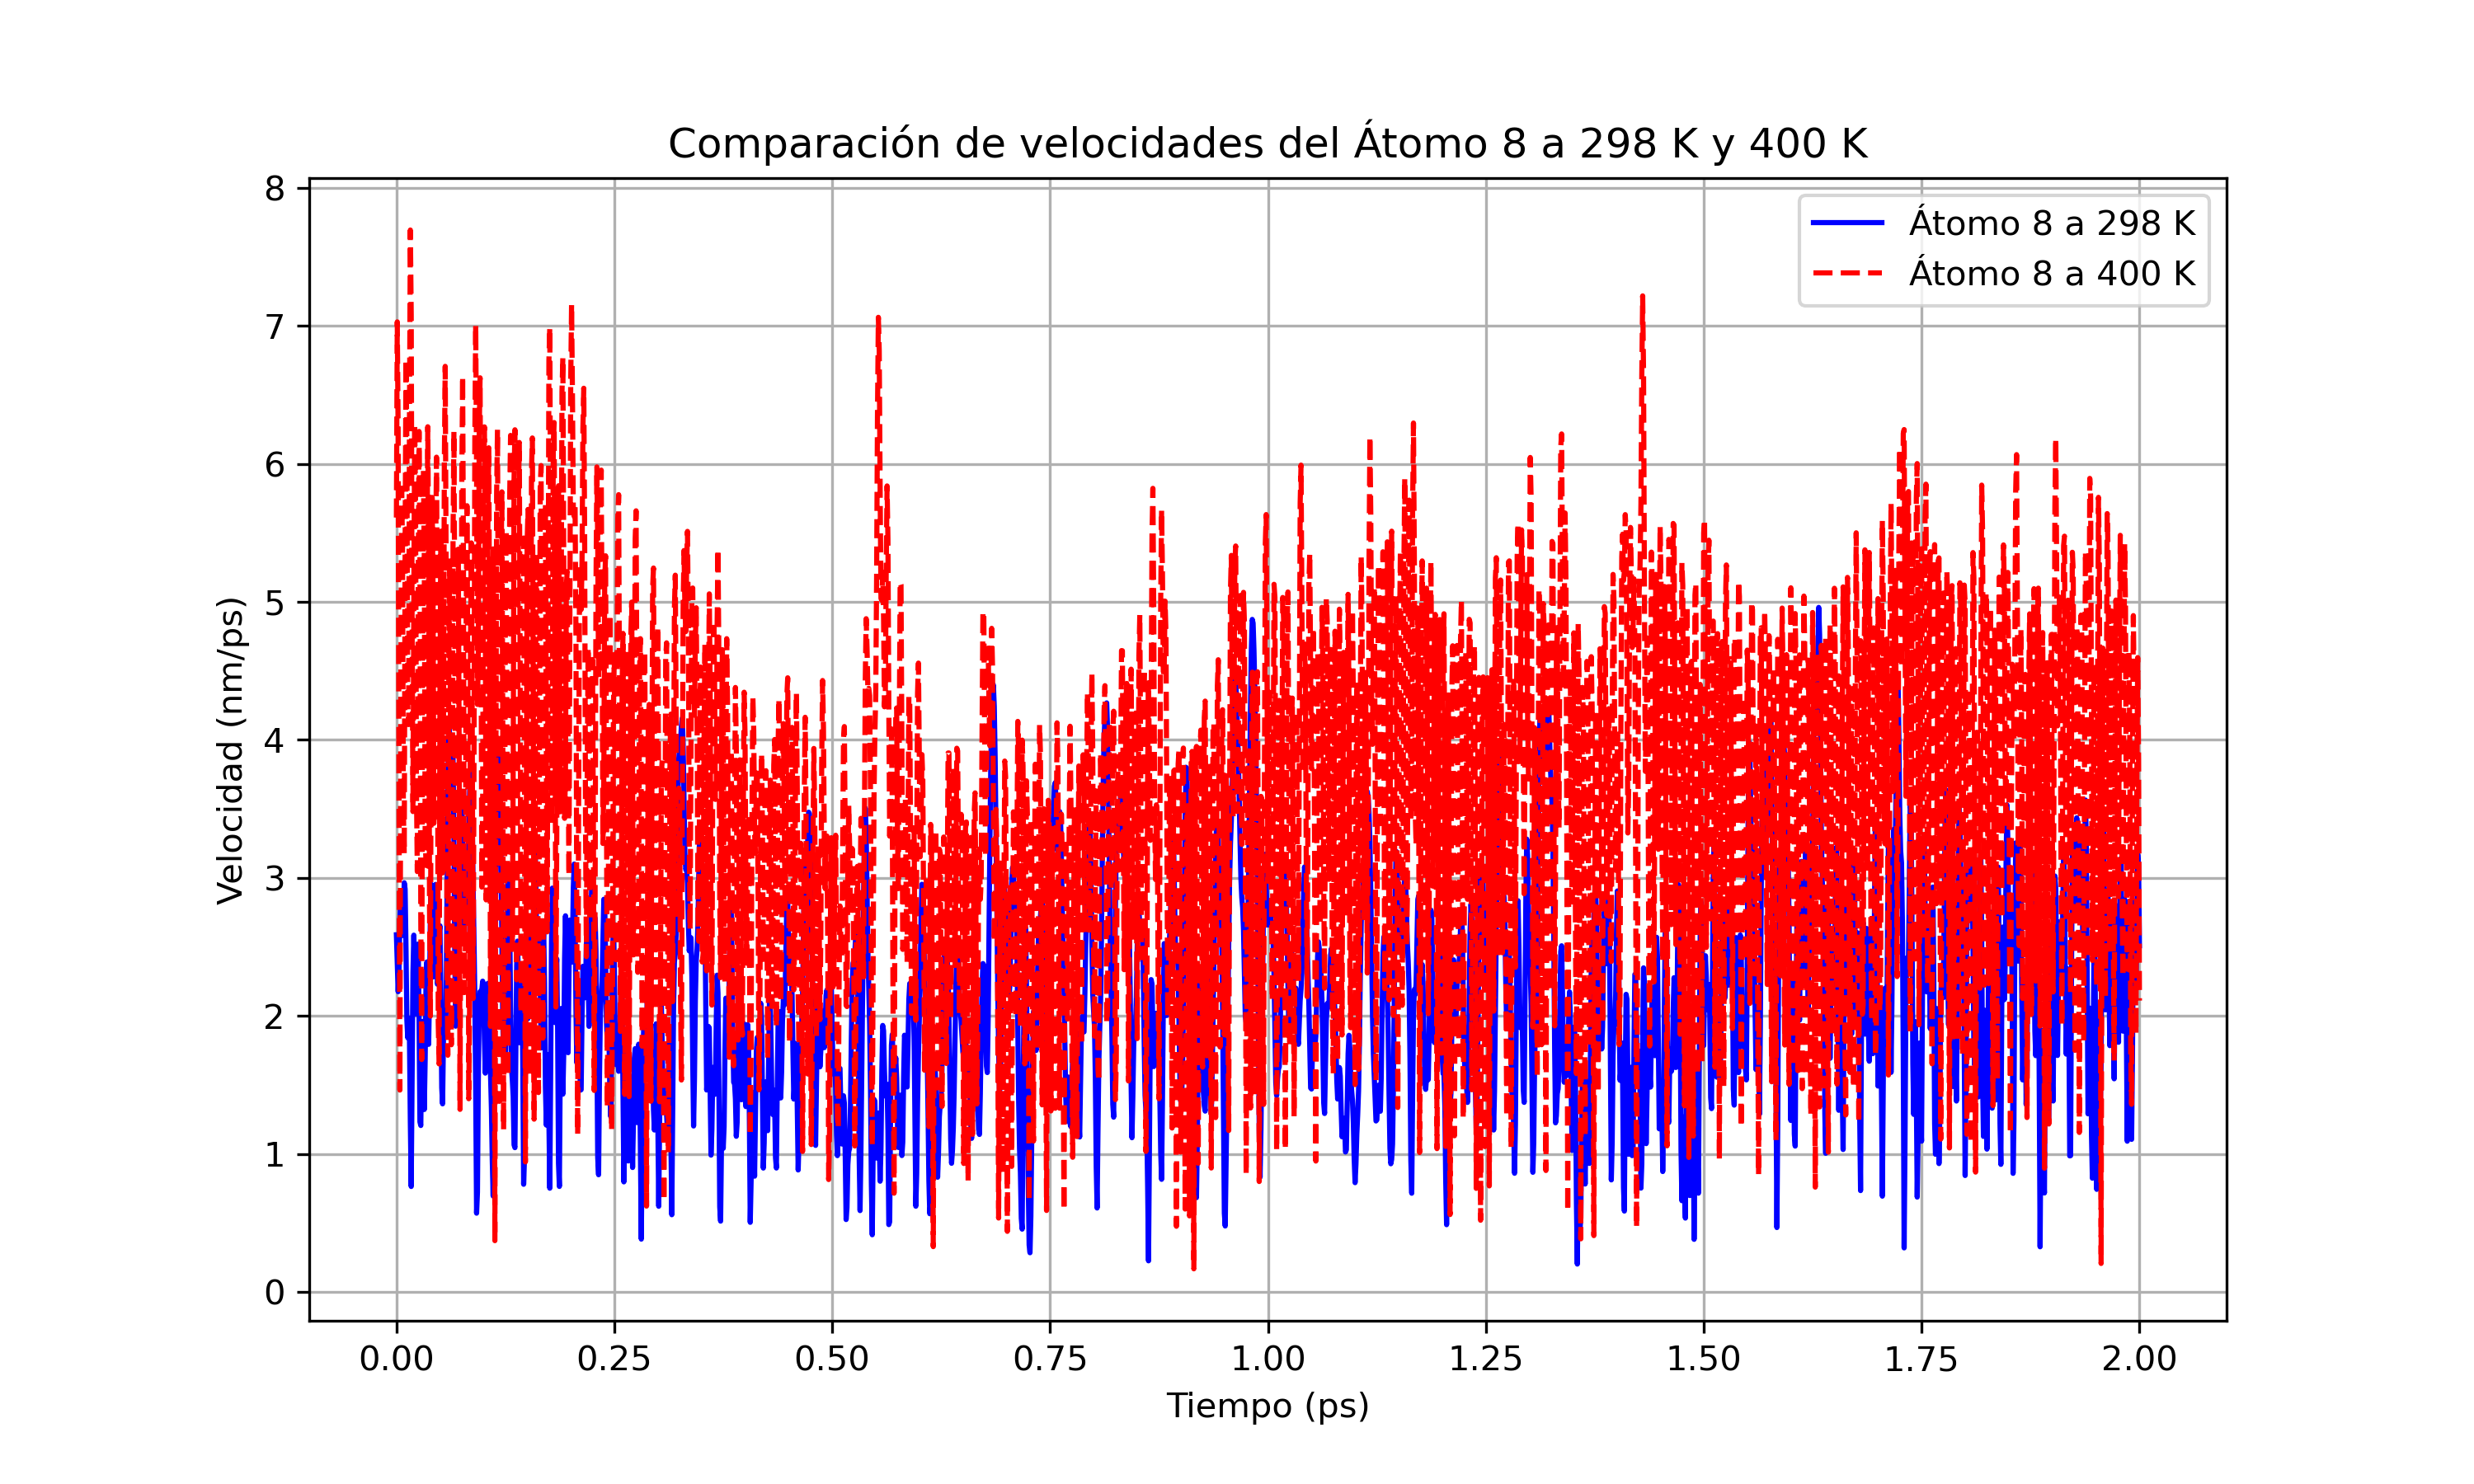 Comparación de velocidades del Átomo 8 a 298 K y 400 K
Átomo 8 a 298 K
Átomo 8 a 400 K
Velocidad (nm/ps)
8
7
6
5
4
3
2
1
0
0.00 0.25 0.50 0.75 1.00 1.25 1.50 1.75 2.00
Tiempo (ps)